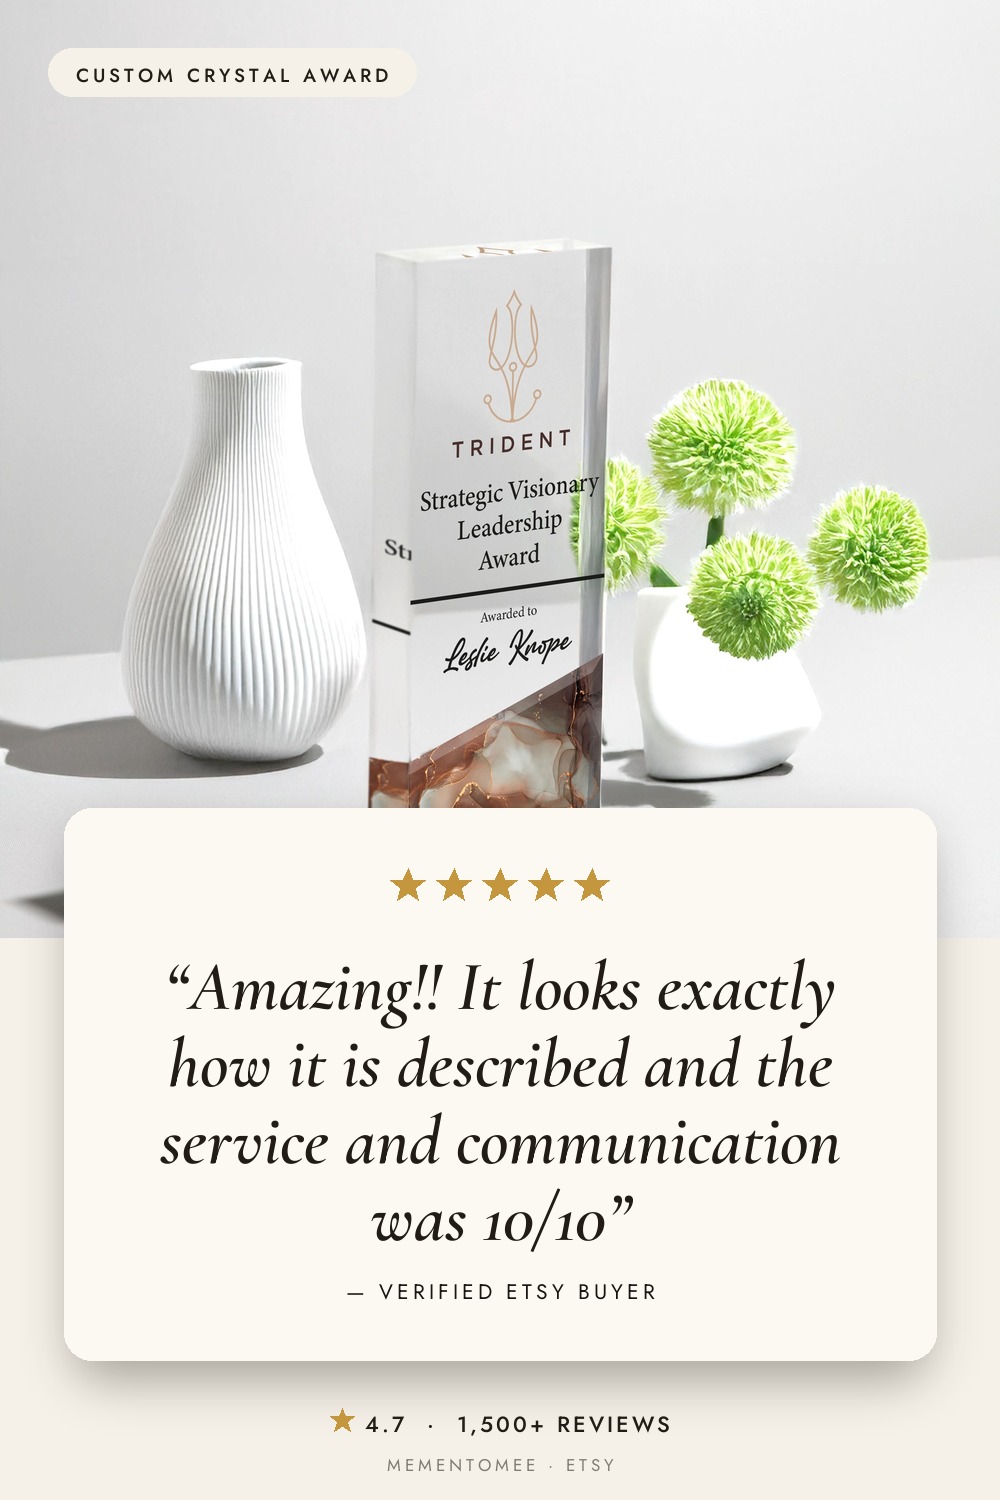 CUSTOM CRYSTAL AWARD
TRIDENT
Strategic Visionary
Leadership
Award
Str
Awarded to
Leslie Knope
“Amazing!! It looks exactly
how it is described and the
service and communication
was 10/10”
— VERIFIED ETSY BUYER
4.7 · 1,500+ REVIEWS
MEMENTOMEE · ETSY